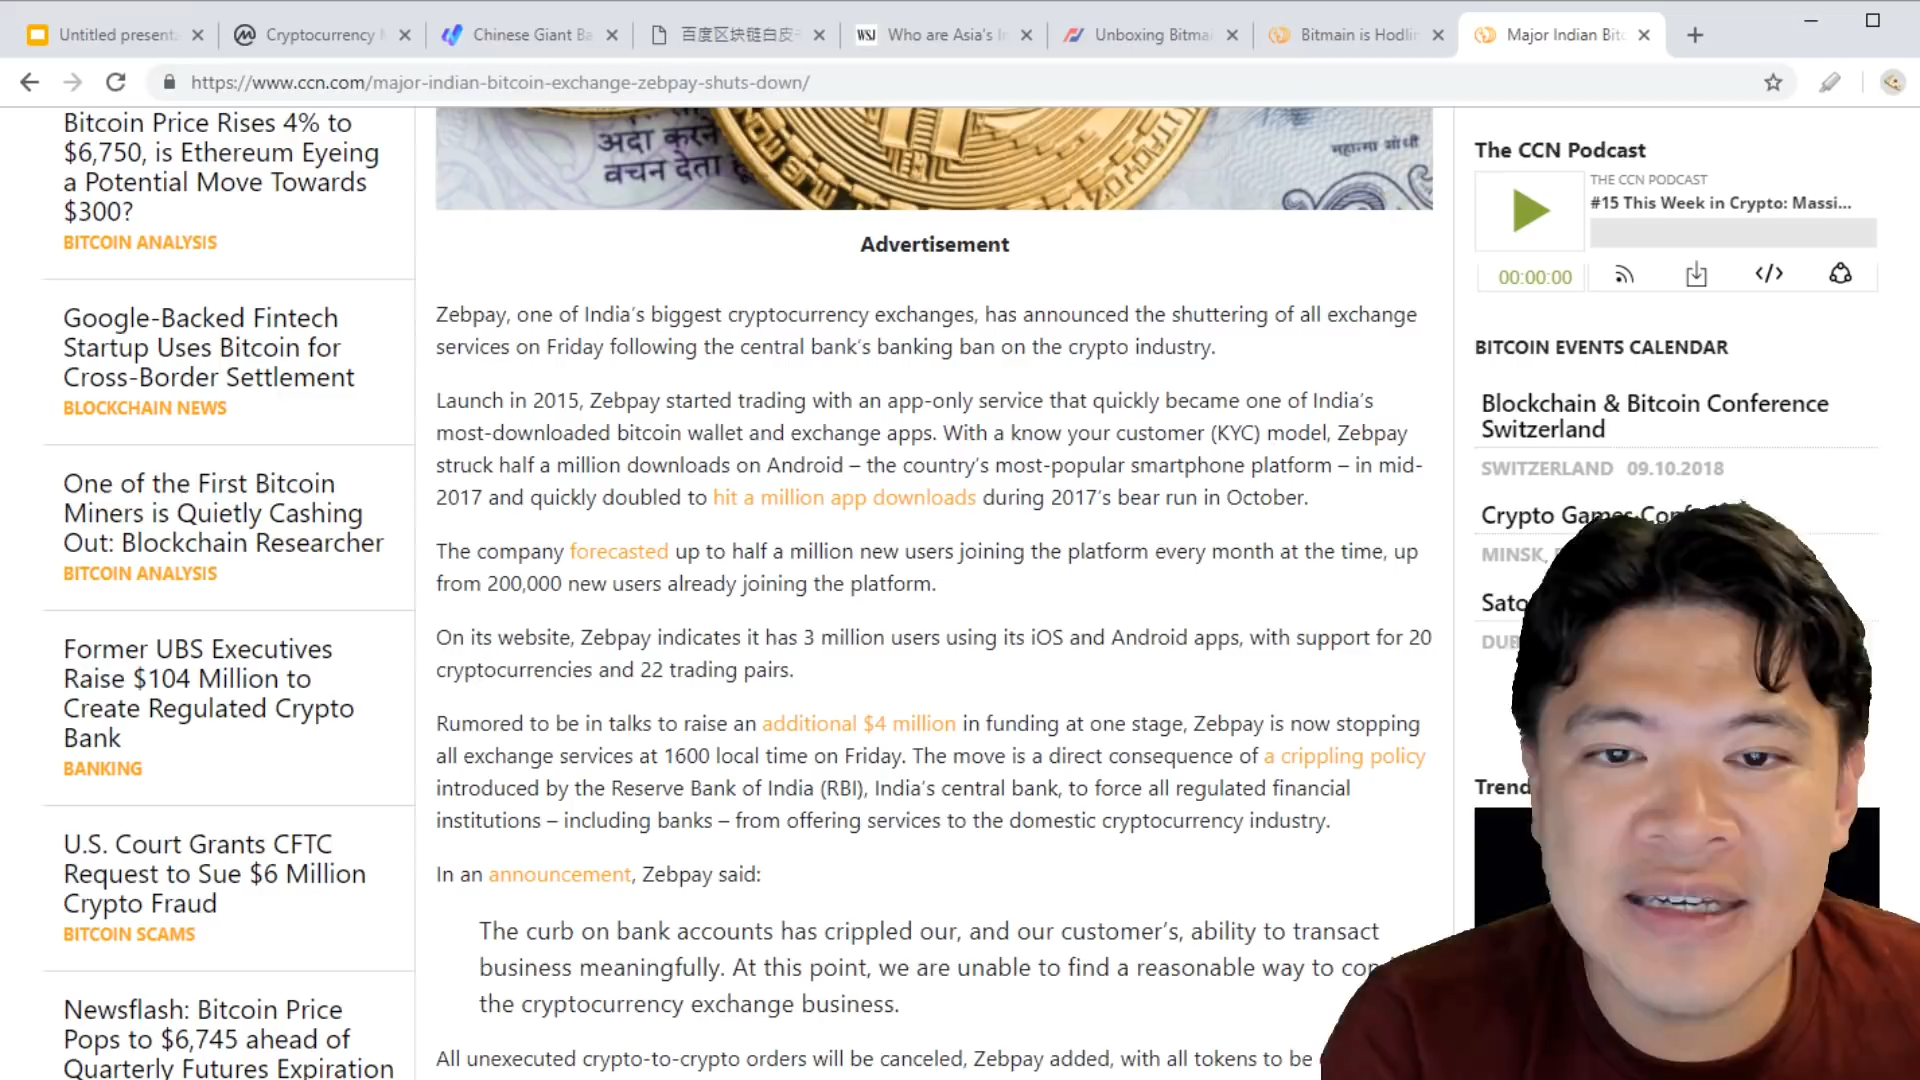 Untitled present
Cryptocurrency M
Chinese Giant Ba
百度区块链白皮
WSJ Who are Asia's I
Unboxing Bitma
Bitmain is Hodlin
Major Indian Bitc
https://www.ccn.com/major-indian-bitcoin-exchange-zebpay-shuts-down/
Bitcoin Price Rises 4% to
$6,750, is Ethereum Eyeing
a Potential Move Towards
$300?
BITCOIN ANALYSIS
Google-Backed Fintech
Startup Uses Bitcoin for
Cross-Border Settlement
BLOCKCHAIN NEWS
One of the First Bitcoin
Miners is Quietly Cashing
Out: Blockchain Researcher
BITCOIN ANALYSIS
Former UBS Executives
Raise $104 Million to
Create Regulated Crypto
Bank
BANKING
U.S. Court Grants CFTC
Request to Sue $6 Million
Crypto Fraud
BITCOIN SCAMS
Newsflash: Bitcoin Price
Pops to $6,745 ahead of
Quarterly Futures Expiration
अदा करने
वचन देता हूँ
महात्मा गांधी
Advertisement
Zebpay, one of India's biggest cryptocurrency exchanges, has announced the shuttering of all exchange
services on Friday following the central bank's banking ban on the crypto industry.
Launch in 2015, Zebpay started trading with an app-only service that quickly became one of India's
most-downloaded bitcoin wallet and exchange apps. With a know your customer (KYC) model, Zebpay
struck half a million downloads on Android – the country's most-popular smartphone platform – in mid-
2017 and quickly doubled to hit a million app downloads during 2017's bear run in October.
The company forecasted up to half a million new users joining the platform every month at the time, up
from 200,000 new users already joining the platform.
On its website, Zebpay indicates it has 3 million users using its iOS and Android apps, with support for 20
cryptocurrencies and 22 trading pairs.
Rumored to be in talks to raise an additional $4 million in funding at one stage, Zebpay is now stopping
all exchange services at 1600 local time on Friday. The move is a direct consequence of a crippling policy
introduced by the Reserve Bank of India (RBI), India's central bank, to force all regulated financial
institutions – including banks – from offering services to the domestic cryptocurrency industry.
In an announcement, Zebpay said:
The curb on bank accounts has crippled our, and our customer's, ability to transact
business meaningfully. At this point, we are unable to find a reasonable way to con
the cryptocurrency exchange business.
All unexecuted crypto-to-crypto orders will be canceled, Zebpay added, with all tokens to be
The CCN Podcast
THE CCN PODCAST
#15 This Week in Crypto: Massi...
00:00:00
BITCOIN EVENTS CALENDAR
Blockchain & Bitcoin Conference
Switzerland
SWITZERLAND 09.10.2018
Crypto Games Conf
MINSK,
Sato
DUB
Trend